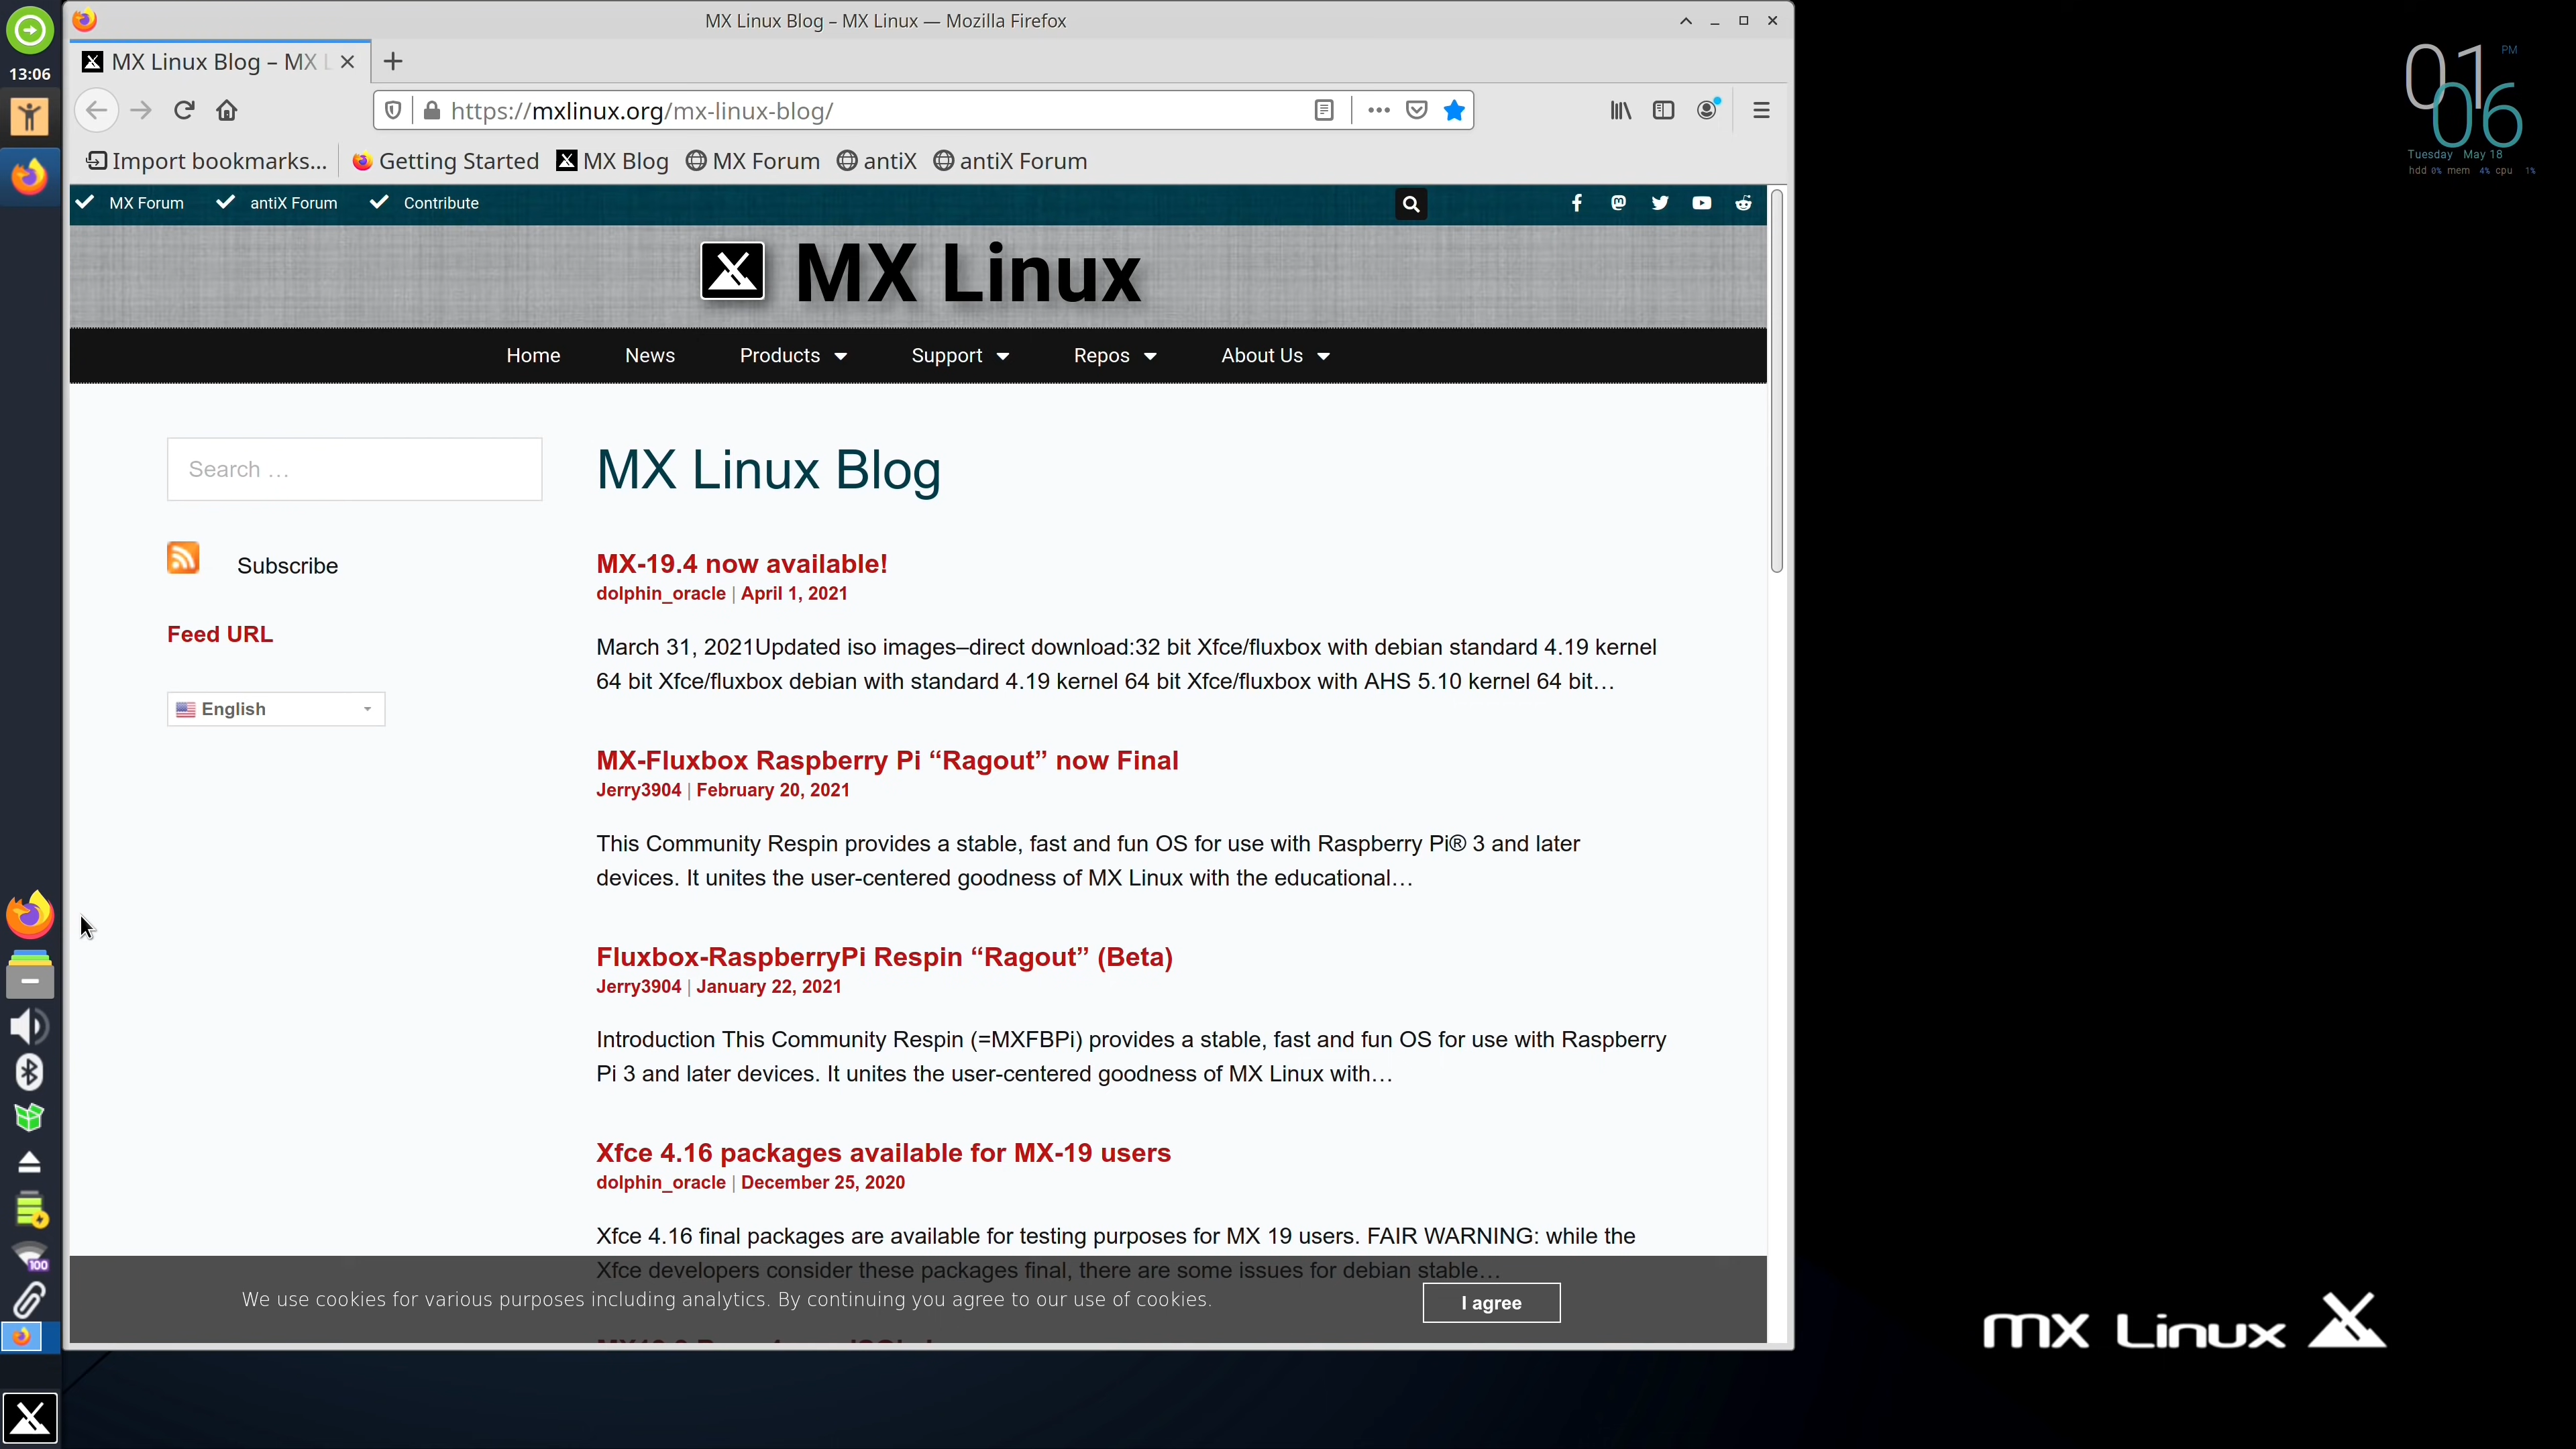 13:06
MX Linux Blog – MX Linux — Mozilla Firefox
MX Linux Blog – MX L
https://mxlinux.org/mx-linux-blog/
Import bookmarks... Getting Started MX Blog MX Forum antiX antiX Forum
MX Forum antiX Forum Contribute
MX Linux
Home News Products Support Repos About Us
Search …
Subscribe
Feed URL
English
MX Linux Blog
MX-19.4 now available!
dolphin_oracle | April 1, 2021
March 31, 2021Updated iso images–direct download:32 bit Xfce/fluxbox with debian standard 4.19 kernel
64 bit Xfce/fluxbox debian with standard 4.19 kernel 64 bit Xfce/fluxbox with AHS 5.10 kernel 64 bit…
MX-Fluxbox Raspberry Pi “Ragout” now Final
Jerry3904 | February 20, 2021
This Community Respin provides a stable, fast and fun OS for use with Raspberry Pi® 3 and later
devices. It unites the user-centered goodness of MX Linux with the educational…
Fluxbox-RaspberryPi Respin “Ragout” (Beta)
Jerry3904 | January 22, 2021
Introduction This Community Respin (=MXFBPi) provides a stable, fast and fun OS for use with Raspberry
Pi 3 and later devices. It unites the user-centered goodness of MX Linux with…
Xfce 4.16 packages available for MX-19 users
dolphin_oracle | December 25, 2020
Xfce 4.16 final packages are available for testing purposes for MX 19 users. FAIR WARNING: while the
Xfce developers consider these packages final, there are some issues for debian stable…
We use cookies for various purposes including analytics. By continuing you agree to our use of cookies.
I agree
100
01 PM
06
Tuesday May 18
hdd 0% mem 4% cpu 1%
mx Linux